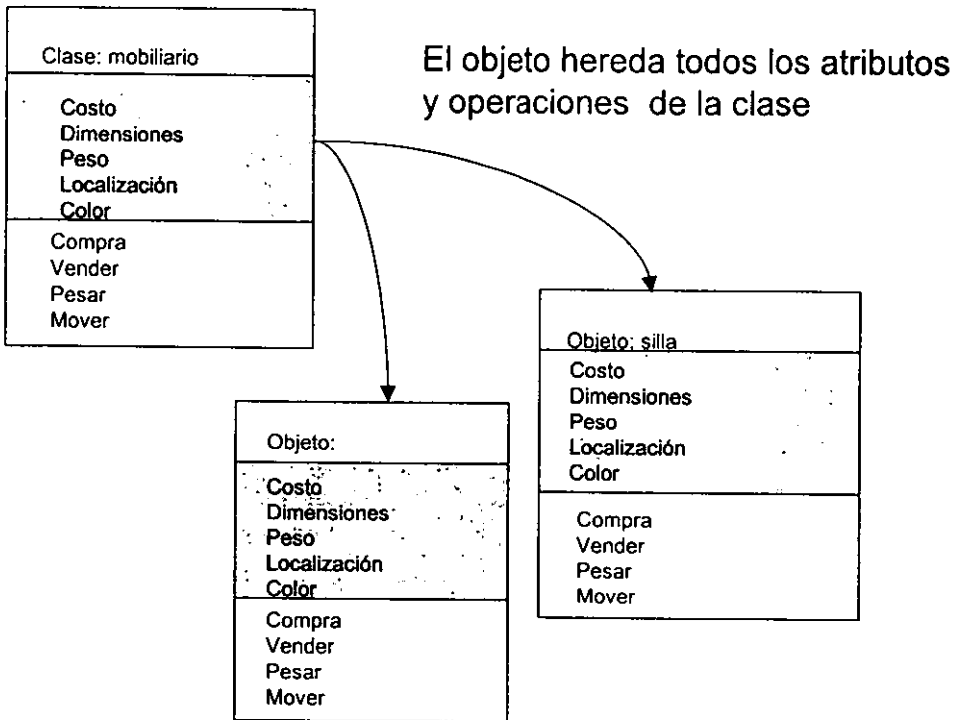 Clase: mobiliario
Costo
Dimensiones
Peso
Localización
Color
Compra
Vender
Pesar
Mover
El objeto hereda todos los atributos
y operaciones de la clase
Objeto:
Costo
Dimensiones
Peso
Localización
Color
Compra
Vender
Pesar
Mover
Objeto: silla
Costo
Dimensiones
Peso
Localización
Color
Compra
Vender
Pesar
Mover